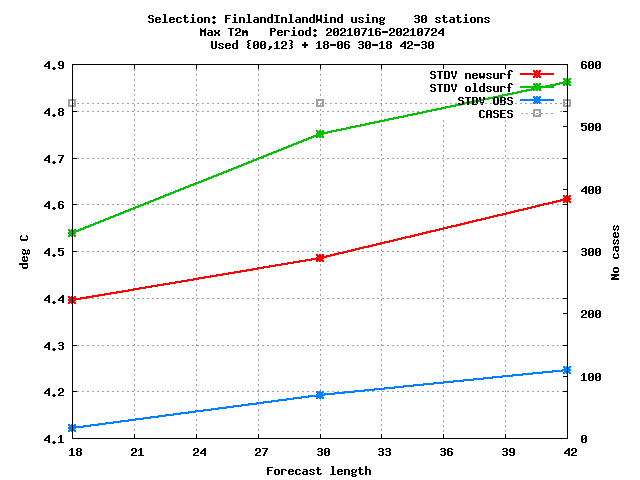 Selection: FinlandInlandWind using    30 stations
Max T2m   Period: 20210716-20210724
Used {00,12} + 18-06 30-18 42-30
STDV newsurf
STDV oldsurf
STDV OBS
CASES
4.9
4.8
4.7
4.6
4.5
4.4
4.3
4.2
4.1
deg C
600
500
400
300
200
100
0
No cases
18 21 24 27 30 33 36 39 42
Forecast length